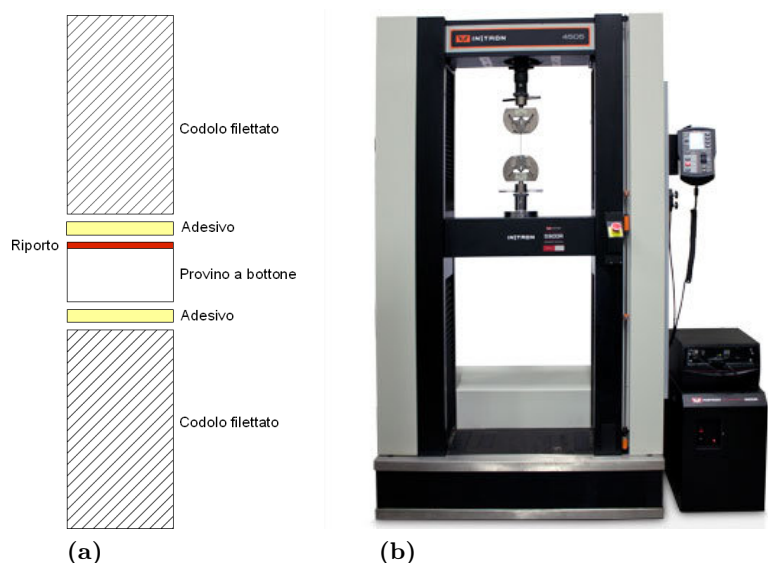 Codolo filettato
Adesivo
Riporto
Provino a bottone
Adesivo
Codolo filettato
INSTRON 4505
INSTRON
(a)
(b)